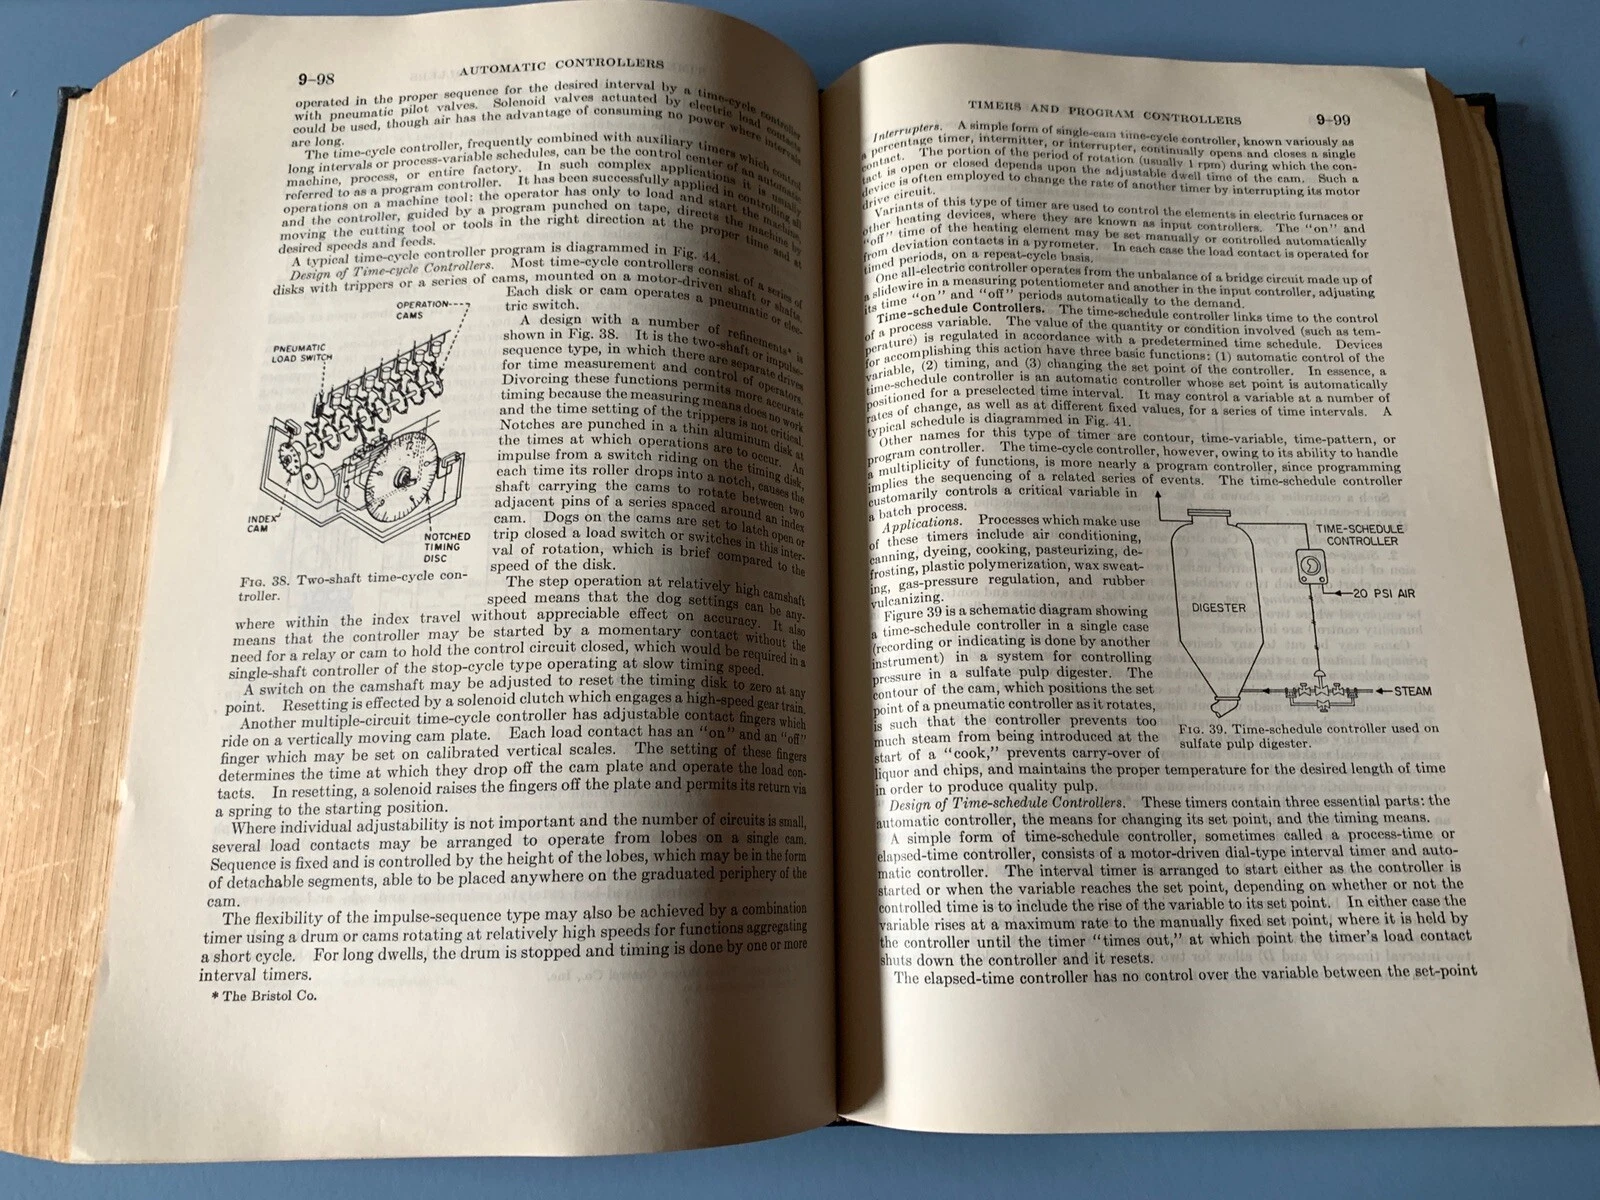 9-98
AUTOMATIC CONTROLLERS
operated in the proper sequence for the desired interval by a time-cycle controller
with pneumatic pilot valves. Solenoid valves actuated by electric load contacts
could be used, though air has the advantage of consuming no power where intervals
are long.
The time-cycle controller, frequently combined with auxiliary timers which control
long intervals or process-variable schedules, can be the control center of an automatic
machine, process, or entire factory. In such complex applications it is usually
referred to as a program controller. It has been successfully applied in controlling all
operations on a machine tool: the operator has only to load and start the machine,
and the controller, guided by a program punched on tape, directs the machine by
moving the cutting tool or tools in the right direction at the proper time and at
desired speeds and feeds.
A typical time-cycle controller program is diagrammed in Fig. 44.
Design of Time-cycle Controllers. Most time-cycle controllers consist of a series of
disks with trippers or a series of cams, mounted on a motor-driven shaft or shafts.
Each disk or cam operates a pneumatic or elec-
tric switch.
A design with a number of refinements* is
shown in Fig. 38. It is the two-shaft or impulse-
sequence type, in which there are separate drives
for time measurement and control of operators.
Divorcing these functions permits more accurate
timing because the measuring means does no work
and the time setting of the trippers is not critical.
Notches are punched in a thin aluminum disk at
the times at which operations are to occur. An
impulse from a switch riding on the timing disk,
each time its roller drops into a notch, causes the
shaft carrying the cams to rotate between two
adjacent pins of a series spaced around an index
cam. Dogs on the cams are set to latch open or
trip closed a load switch or switches in this inter-
val of rotation, which is brief compared to the
speed of the disk.
The step operation at relatively high camshaft
speed means that the dog settings can be any-
OPERATION
CAMS
PNEUMATIC
LOAD SWITCH
INDEX
CAM
NOTCHED
TIMING
DISC
FIG. 38. Two-shaft time-cycle con-
troller.
where within the index travel without appreciable effect on accuracy. It also
means that the controller may be started by a momentary contact without the
need for a relay or cam to hold the control circuit closed, which would be required in a
single-shaft controller of the stop-cycle type operating at slow timing speed.
A switch on the camshaft may be adjusted to reset the timing disk to zero at any
point. Resetting is effected by a solenoid clutch which engages a high-speed gear train.
Another multiple-circuit time-cycle controller has adjustable contact fingers which
ride on a vertically moving cam plate. Each load contact has an "on" and an "off"
finger which may be set on calibrated vertical scales. The setting of these fingers
determines the time at which they drop off the cam plate and operate the load con-
tacts. In resetting, a solenoid raises the fingers off the plate and permits its return via
a spring to the starting position.
Where individual adjustability is not important and the number of circuits is small,
several load contacts may be arranged to operate from lobes on a single cam.
Sequence is fixed and is controlled by the height of the lobes, which may be in the form
of detachable segments, able to be placed anywhere on the graduated periphery of the
cam.
The flexibility of the impulse-sequence type may also be achieved by a combination
timer using a drum or cams rotating at relatively high speeds for functions aggregating
a short cycle. For long dwells, the drum is stopped and timing is done by one or more
interval timers.
* The Bristol Co.
TIMERS AND PROGRAM CONTROLLERS
9-99
Interrupters. A simple form of single-cam time-cycle controller, known variously as
a percentage timer, intermitter, or interrupter, continually opens and closes a single
contact. The portion of the period of rotation (usually 1 rpm) during which the con-
tact is open or closed depends upon the adjustable dwell time of the cam. Such a
device is often employed to change the rate of another timer by interrupting its motor
drive circuit.
Variants of this type of timer are used to control the elements in electric furnaces or
other heating devices, where they are known as input controllers. The "on" and
"off" time of the heating element may be set manually or controlled automatically
from deviation contacts in a pyrometer. In each case the load contact is operated for
timed periods, on a repeat-cycle basis.
One all-electric controller operates from the unbalance of a bridge circuit made up of
a slidewire in a measuring potentiometer and another in the input controller, adjusting
its time "on" and "off" periods automatically to the demand.
Time-schedule Controllers. The time-schedule controller links time to the control
of a process variable. The value of the quantity or condition involved (such as tem-
perature) is regulated in accordance with a predetermined time schedule. Devices
for accomplishing this action have three basic functions: (1) automatic control of the
variable, (2) timing, and (3) changing the set point of the controller. In essence, a
time-schedule controller is an automatic controller whose set point is automatically
positioned for a preselected time interval. It may control a variable at a number of
rates of change, as well as at different fixed values, for a series of time intervals. A
typical schedule is diagrammed in Fig. 41.
Other names for this type of timer are contour, time-variable, time-pattern, or
program controller. The time-cycle controller, however, owing to its ability to handle
a multiplicity of functions, is more nearly a program controller, since programming
implies the sequencing of a related series of events. The time-schedule controller
customarily controls a critical variable in
a batch process.
Applications. Processes which make use
of these timers include air conditioning,
canning, dyeing, cooking, pasteurizing, de-
frosting, plastic polymerization, wax sweat-
ing, gas-pressure regulation, and rubber
vulcanizing.
Figure 39 is a schematic diagram showing
a time-schedule controller in a single case
(recording or indicating is done by another
instrument) in a system for controlling
pressure in a sulfate pulp digester. The
contour of the cam, which positions the set
point of a pneumatic controller as it rotates,
is such that the controller prevents too
much steam from being introduced at the
start of a "cook," prevents carry-over of
TIME-SCHEDULE
CONTROLLER
20 PSI AIR
DIGESTER
STEAM
FIG. 39. Time-schedule controller used on
sulfate pulp digester.
liquor and chips, and maintains the proper temperature for the desired length of time
in order to produce quality pulp.
Design of Time-schedule Controllers. These timers contain three essential parts: the
automatic controller, the means for changing its set point, and the timing means.
A simple form of time-schedule controller, sometimes called a process-time or
elapsed-time controller, consists of a motor-driven dial-type interval timer and auto-
matic controller. The interval timer is arranged to start either as the controller is
started or when the variable reaches the set point, depending on whether or not the
controlled time is to include the rise of the variable to its set point. In either case the
variable rises at a maximum rate to the manually fixed set point, where it is held by
the controller until the timer "times out," at which point the timer's load contact
shuts down the controller and it resets.
The elapsed-time controller has no control over the variable between the set-point